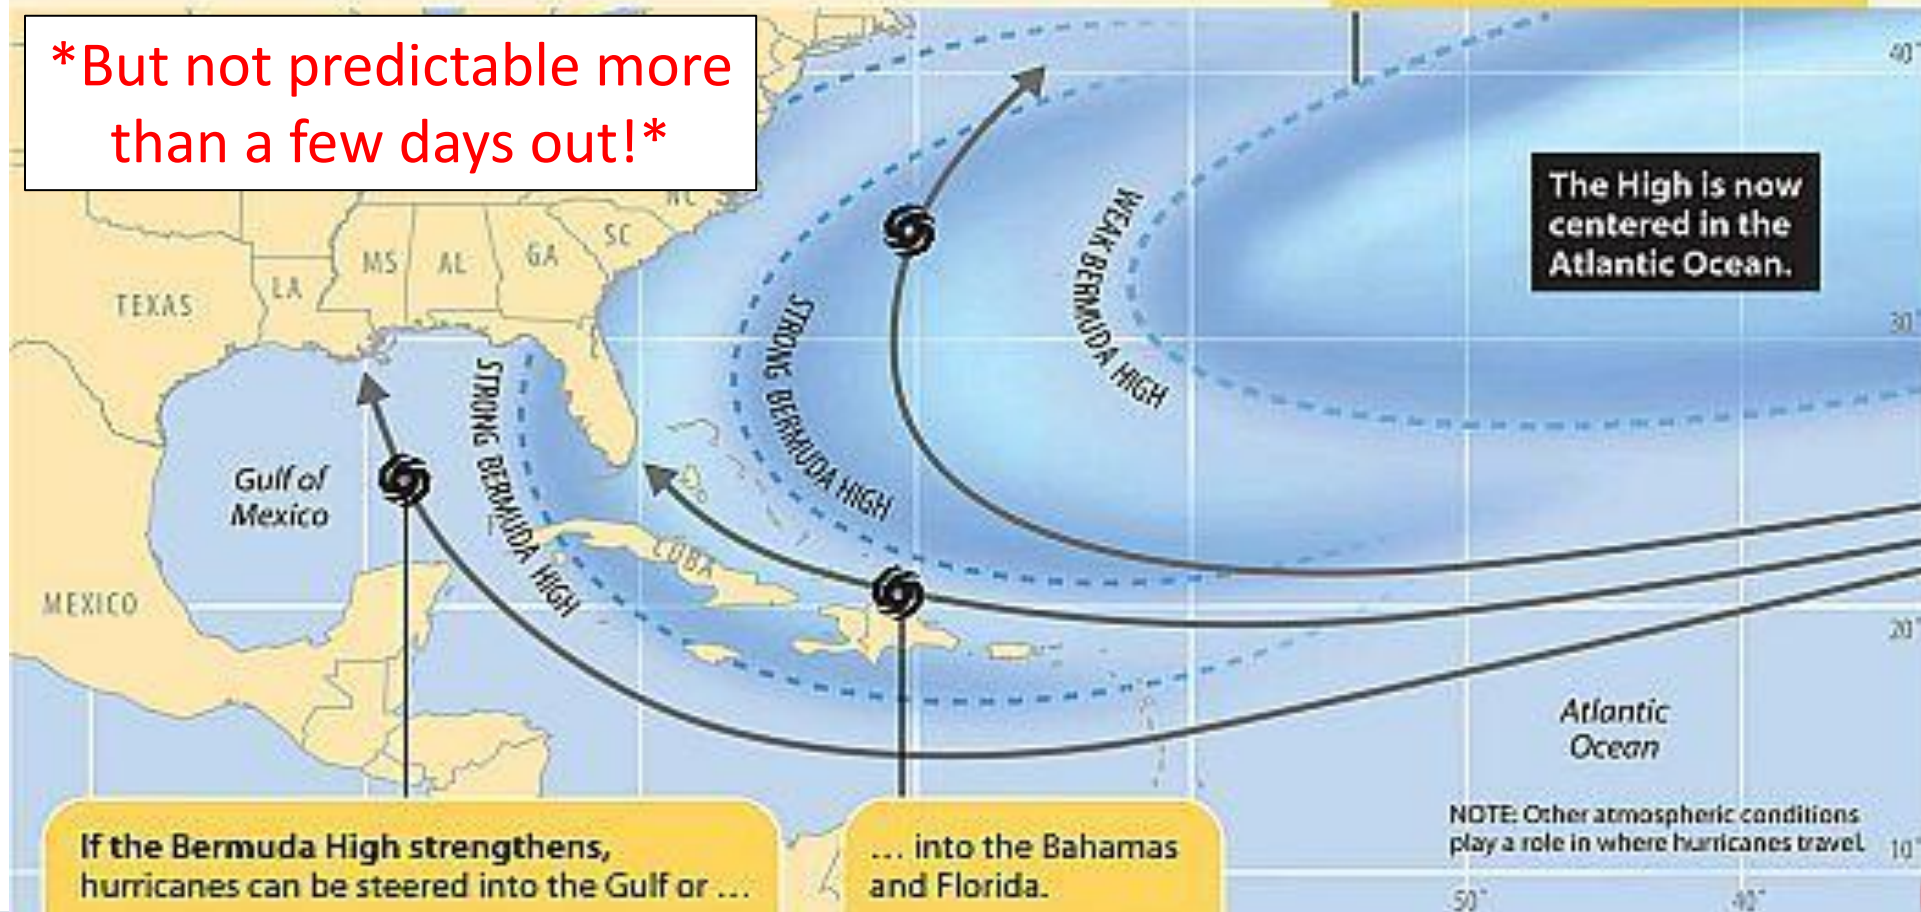 *But not predictable more
than a few days out!*
40°
The High is now
centered in the
Atlantic Ocean.
NC
SC
GA
AL
MS
LA
TEXAS
WEAK BERMUDA HIGH
STRONG BERMUDA HIGH
STRONG BERMUDA HIGH
30°
Gulf of
Mexico
CUBA
MEXICO
20°
Atlantic
Ocean
NOTE: Other atmospheric conditions
play a role in where hurricanes travel.
10°
If the Bermuda High strengthens,
hurricanes can be steered into the Gulf or ...
... into the Bahamas
and Florida.
50°
40°